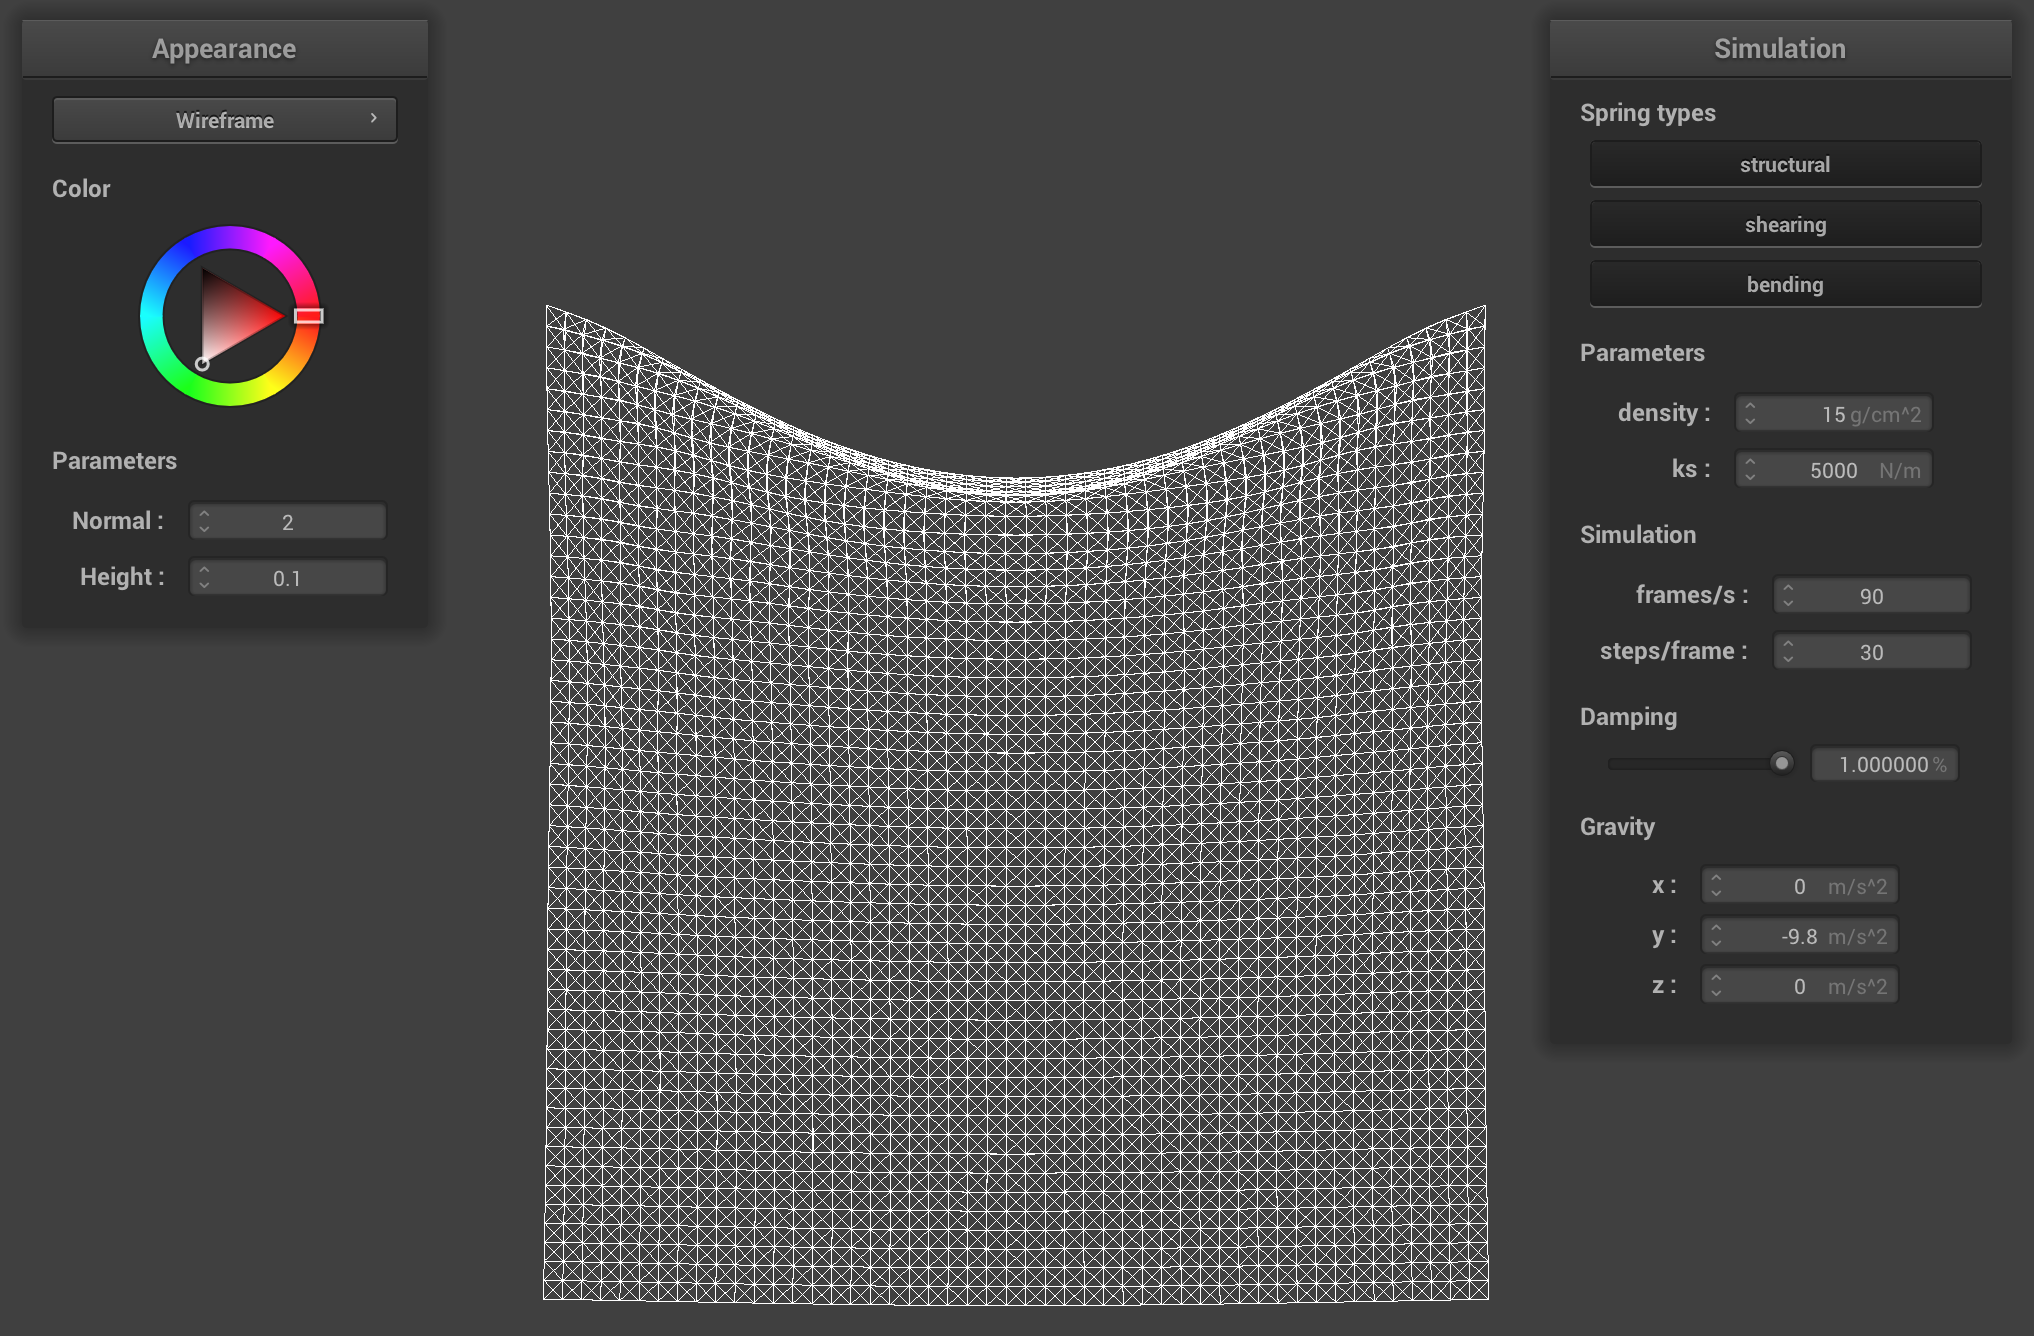 Appearance
Wireframe
Color
Parameters
Normal : 2
Height : 0.1
Simulation
Spring types
structural
shearing
bending
Parameters
density : 15 g/cm^2
ks : 5000 N/m
Simulation
frames/s : 90
steps/frame : 30
Damping
1.000000 %
Gravity
x : 0 m/s^2
y : -9.8 m/s^2
z : 0 m/s^2